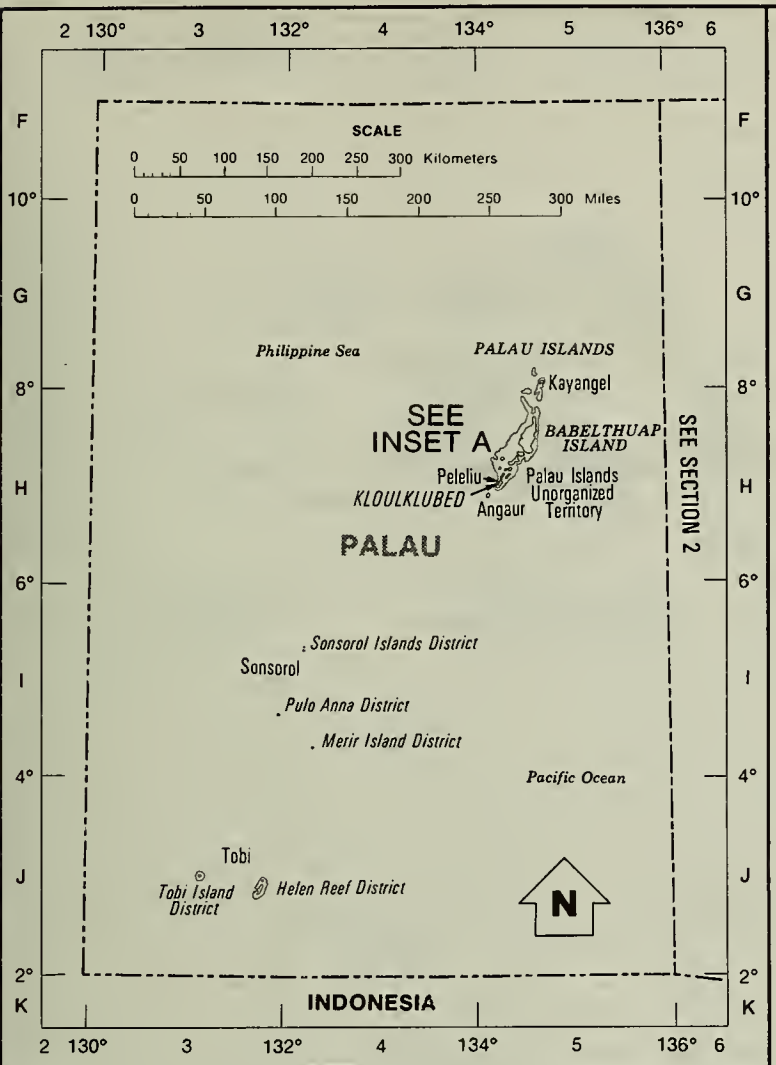 2 130° 3 132° 4 134° 5 136° 6
F F
SCALE
0 50 100 150 200 250 300 Kilometers
0 50 100 150 200 250 300 Miles
10° 10°
G G
Philippine Sea PALAU ISLANDS
8° Kayangel 8°
SEE
INSET A
BABELTHUAP
ISLAND
SEE SECTION 2
H H
Peleliu
KLOULKLUBED
Angaur
Palau Islands
Unorganized
Territory
PALAU
6° 6°
Sonsorol Islands District
Sonsorol
I I
Pulo Anna District
Merir Island District
4° Pacific Ocean 4°
Tobi
J J
Tobi Island
District
Helen Reef District
N
2° 2°
K INDONESIA K
2 130° 3 132° 4 134° 5 136° 6